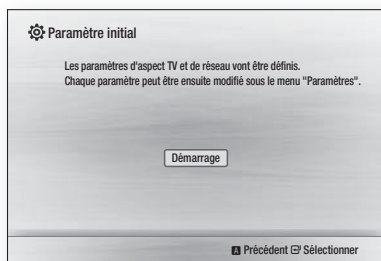 Paramètre initial
Les paramètres d'aspect TV et de réseau vont être définis.
Chaque paramètre peut être ensuite modifié sous le menu "Paramètres".
Démarrage
A Précédent Sélectionner